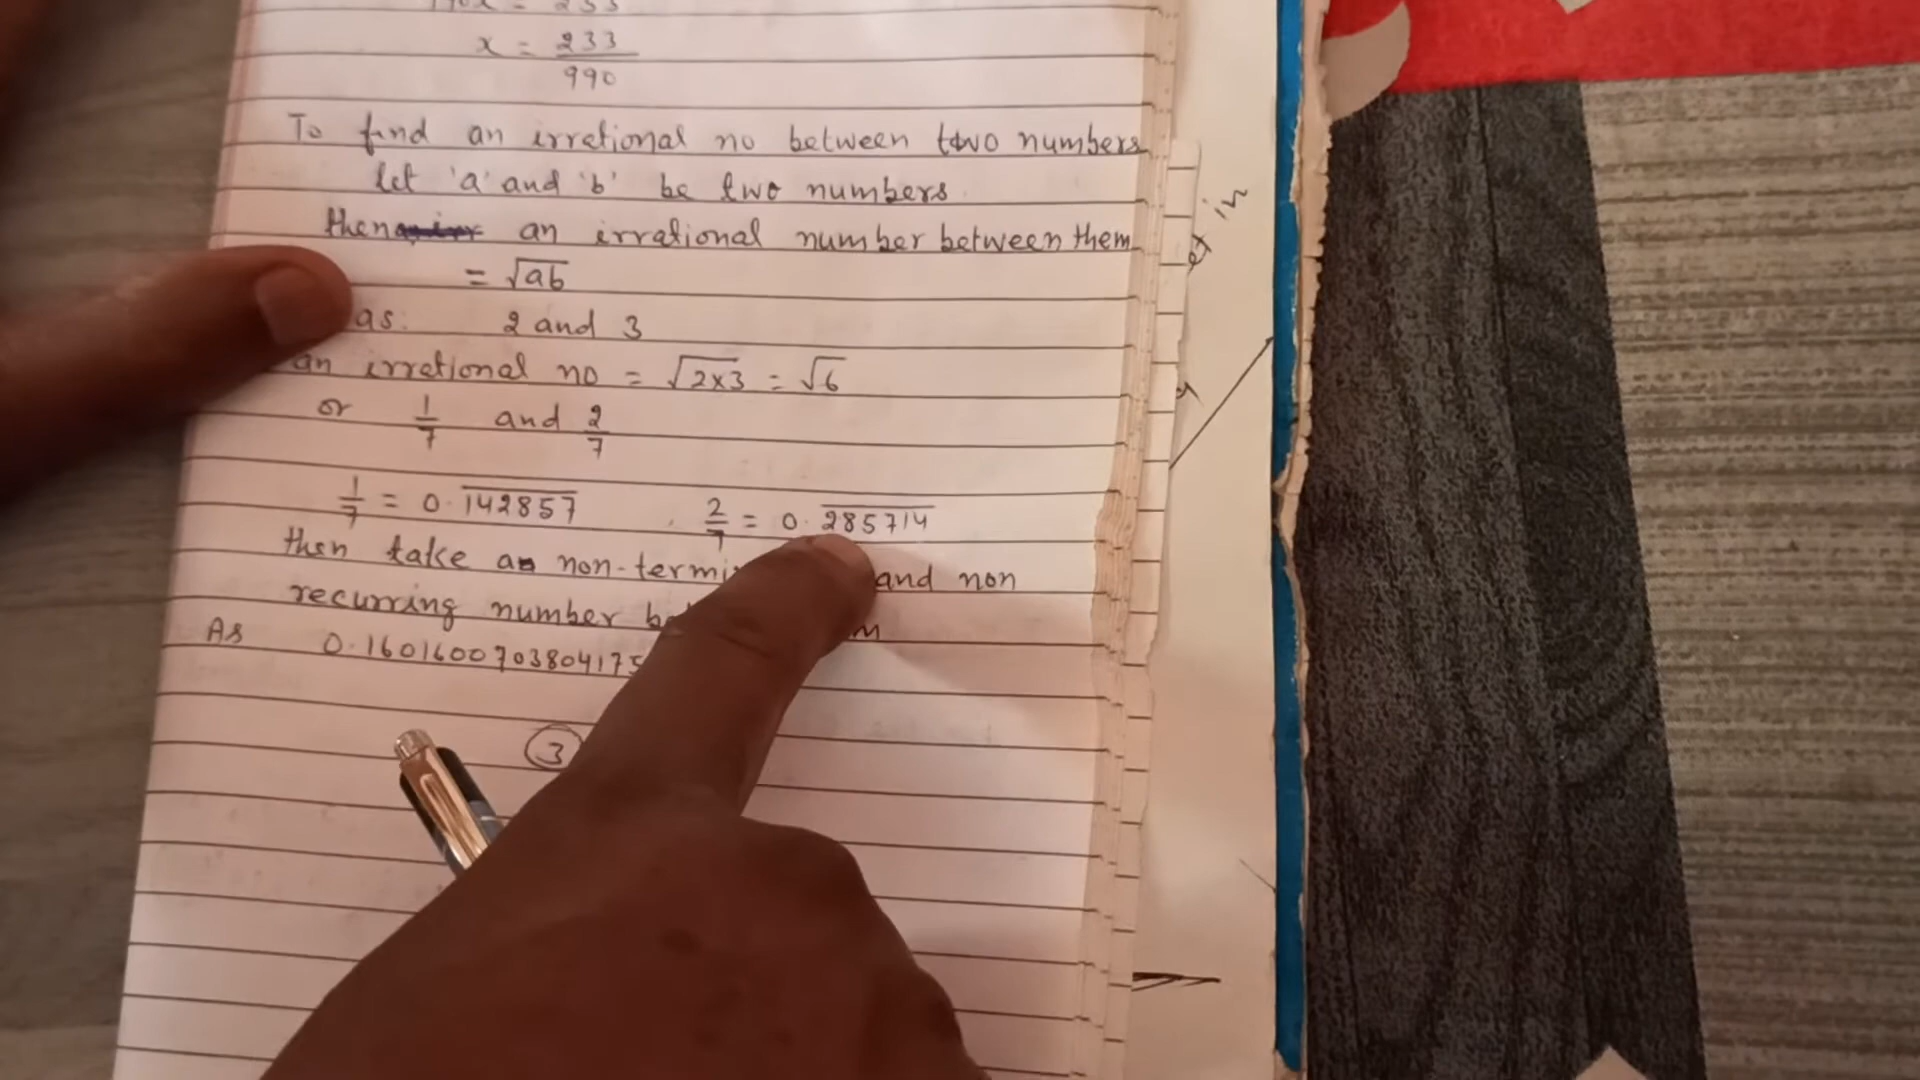 x = 233
990
To find an irrational no between two numbers
let 'a' and 'b' be two numbers.
then an irrational number between them
= √ab
as: 2 and 3
an irrational no = √2x3 = √6
or 1/7 and 2/7
1/7 = 0.142857 2/7 = 0.285714
then take a non-termi and non
recurring number
As 0.1601600703804175
3
in